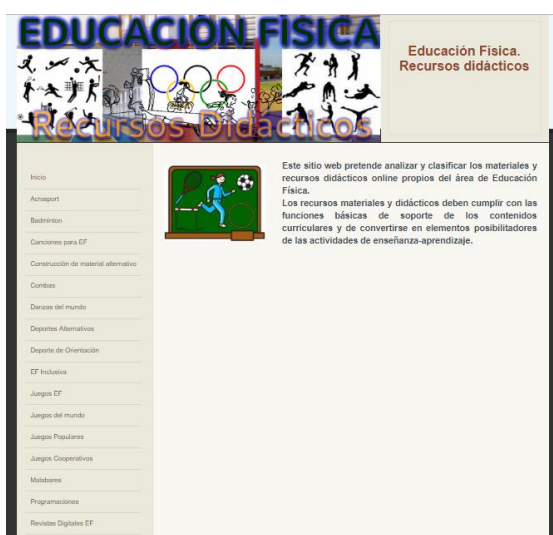 EDUCACIÓN FÍSICA
Recursos Didácticos
Educación Física.
Recursos didácticos
Inicio
Acrosport
Badminton
Canciones para EF
Construcción de material alternativo
Combas
Danzas del mundo
Deportes Alternativos
Deporte de Orientación
EF Inclusiva
Juegos EF
Juegos del mundo
Juegos Populares
Juegos Cooperativos
Malabares
Programaciones
Revistas Digitales EF
Este sitio web pretende analizar y clasificar los materiales y
recursos didácticos online propios del área de Educación
Física.
Los recursos materiales y didácticos deben cumplir con las
funciones básicas de soporte de los contenidos
curriculares y de convertirse en elementos posibilitadores
de las actividades de enseñanza-aprendizaje.